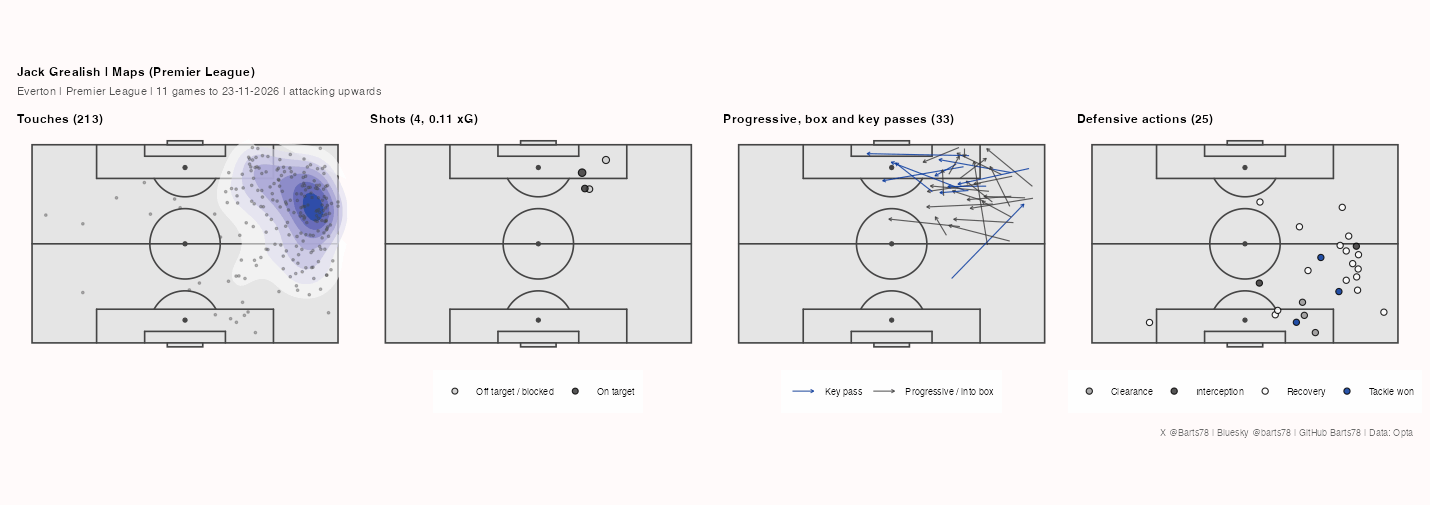 Jack Grealish | Maps (Premier League)
Everton | Premier League | 11 games to 23-11-2026 | attacking upwards
Touches (213)
Shots (4, 0.11 xG)
Progressive, box and key passes (33)
Defensive actions (25)
Off target / blocked
On target
Key pass
Progressive / into box
Clearance
Interception
Recovery
Tackle won
X @Barts78 | Bluesky @barts78 | GitHub Barts78 | Data: Opta